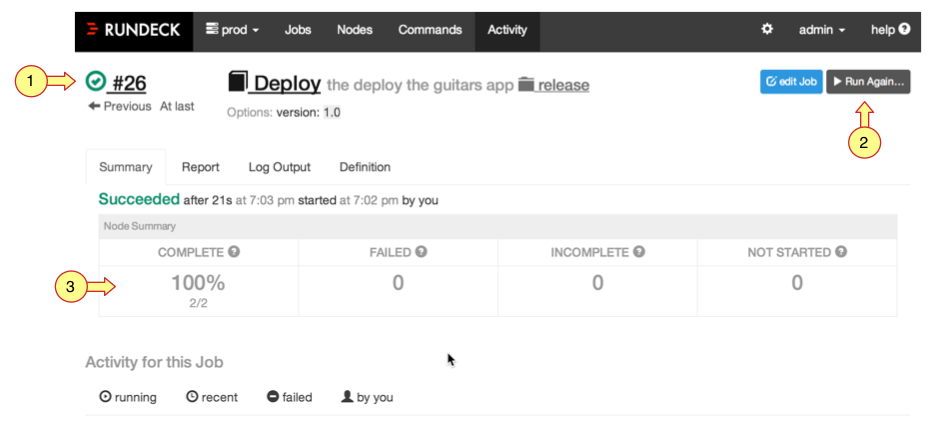 RUNDECK prod Jobs Nodes Commands Activity admin help
1 #26 Deploy the deploy the guitars app release edit Job Run Again...
Previous At last Options: version: 1.0
2
Summary Report Log Output Definition
Succeeded after 21s at 7:03 pm started at 7:02 pm by you
Node Summary
COMPLETE FAILED INCOMPLETE NOT STARTED
3 100% 0 0 0
2/2
Activity for this Job
running recent failed by you